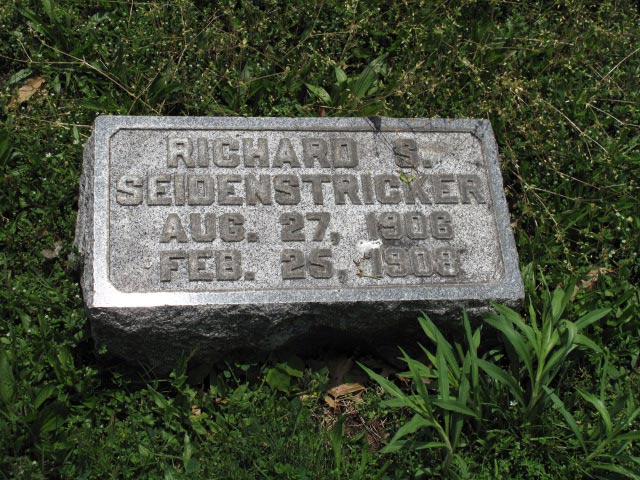 RICHARD S.
SEIDENSTRICKER
AUG. 27, 1906
FEB. 25, 1908